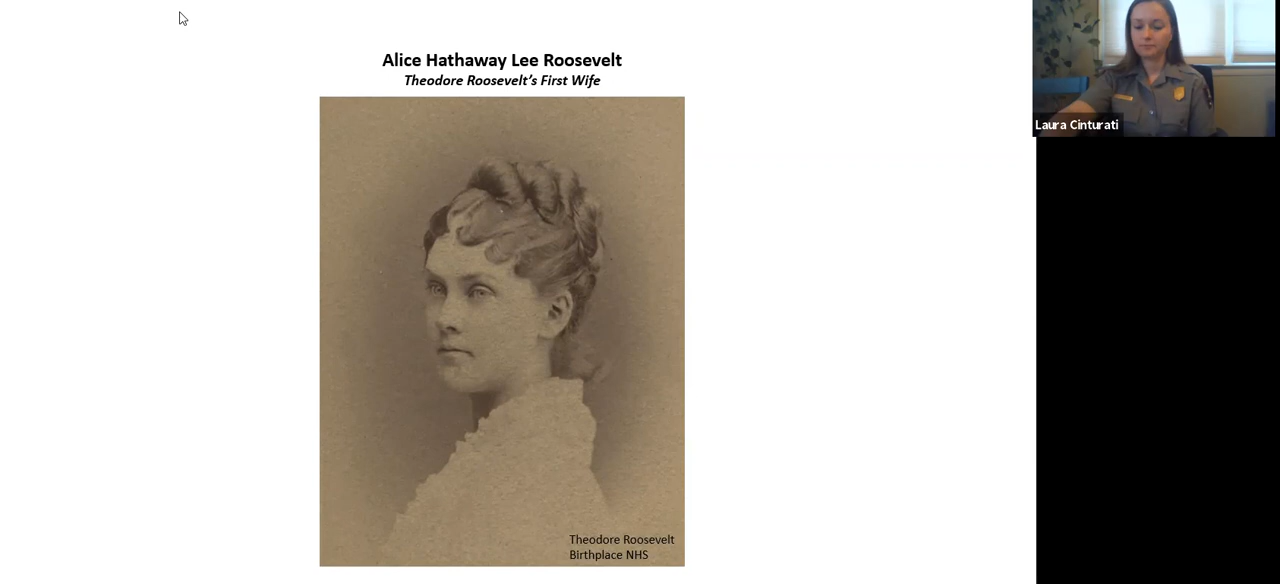 Alice Hathaway Lee Roosevelt
Theodore Roosevelt's First Wife
Laura Cinturati
Theodore Roosevelt
Birthplace NHS